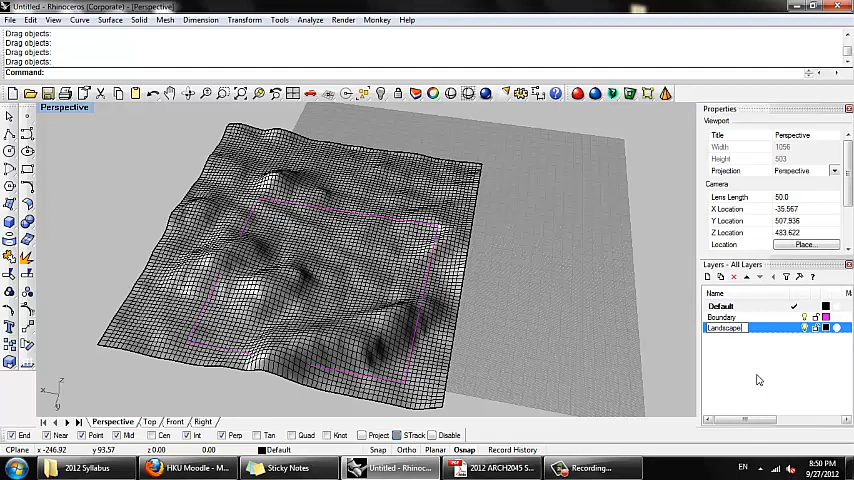 Untitled - Rhinoceros (Corporate) - [Perspective]
File Edit View Curve Surface Solid Mesh Dimension Transform Tools Analyze Render Monkey Help
Drag objects:
Drag objects:
Drag objects:
Drag objects:
Command:
Perspective
Properties
Viewport
Title Perspective
Width 1056
Height 503
Projection Perspective
Camera
Lens Length 50.0
X Location -35.567
Y Location 507.936
Z Location 483.622
Location Place...
Layers - All Layers
Name M
Default
Boundary
Landscape
z
x
y
Perspective Top Front Right
End Near Point Mid Cen Int Perp Tan Quad Knot Project STrack Disable
CPlane x -246.92 y 93.57 z 0.00 Default Snap Ortho Planar Osnap Record History
2012 Syllabus HKU Moodle - M... Sticky Notes Untitled - Rhinoc... 2012 ARCH2045 S... Recording... EN 8:50 PM
9/27/2012